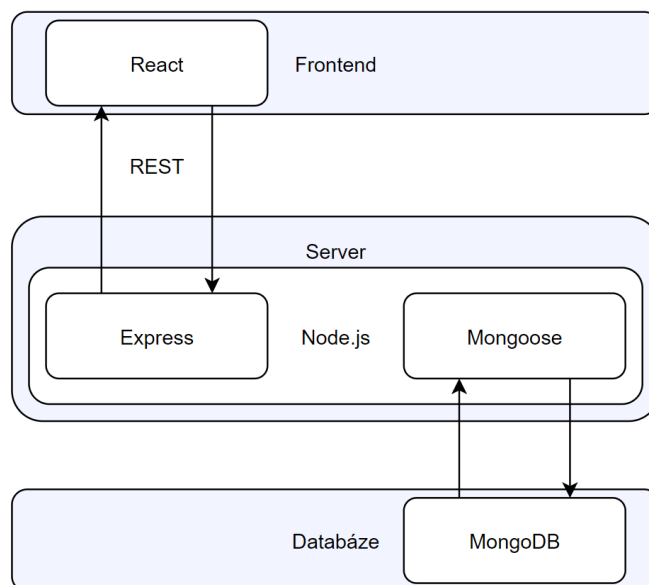 React
Frontend
REST
Server
Express
Node.js
Mongoose
Databáze
MongoDB